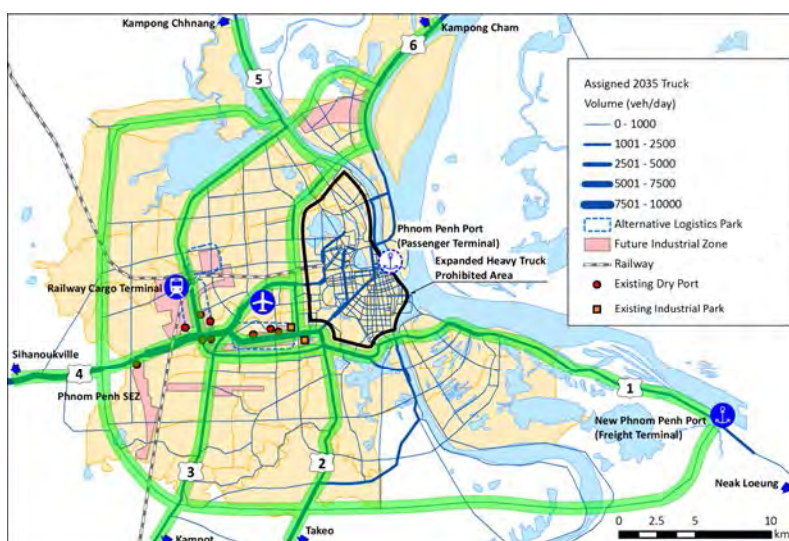 Kampong Chhnang
Kampong Cham
6
5
Assigned 2035 Truck
Volume (veh/day)
0 - 1000
1001 - 2500
2501 - 5000
5001 - 7500
7501 - 10000
Alternative Logistics Park
Future Industrial Zone
Railway
Existing Dry Port
Existing Industrial Park
Phnom Penh Port
(Passenger Terminal)
Expanded Heavy Truck
Prohibited Area
Railway Cargo Terminal
Sihanoukville
4
Phnom Penh SEZ
1
New Phnom Penh Port
(Freight Terminal)
3
2
Neak Loeung
Kampot
Takeo
0 2.5 5 10
km